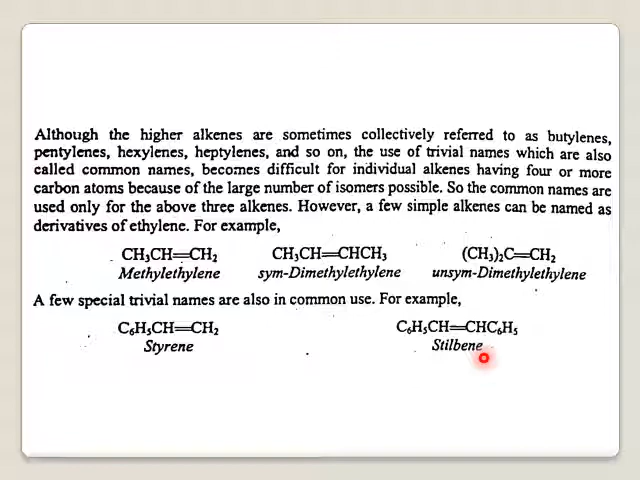 Although the higher alkenes are sometimes collectively referred to as butylenes,
pentylenes, hexylenes, heptylenes, and so on, the use of trivial names which are also
called common names, becomes difficult for individual alkenes having four or more
carbon atoms because of the large number of isomers possible. So the common names are
used only for the above three alkenes. However, a few simple alkenes can be named as
derivatives of ethylene. For example,
CH₃CH=CH₂ CH₃CH=CHCH₃ (CH₃)₂C=CH₂
Methylethylene sym-Dimethylethylene unsym-Dimethylethylene
A few special trivial names are also in common use. For example,
C₆H₅CH=CH₂ C₆H₅CH=CHC₆H₅
Styrene Stilbene